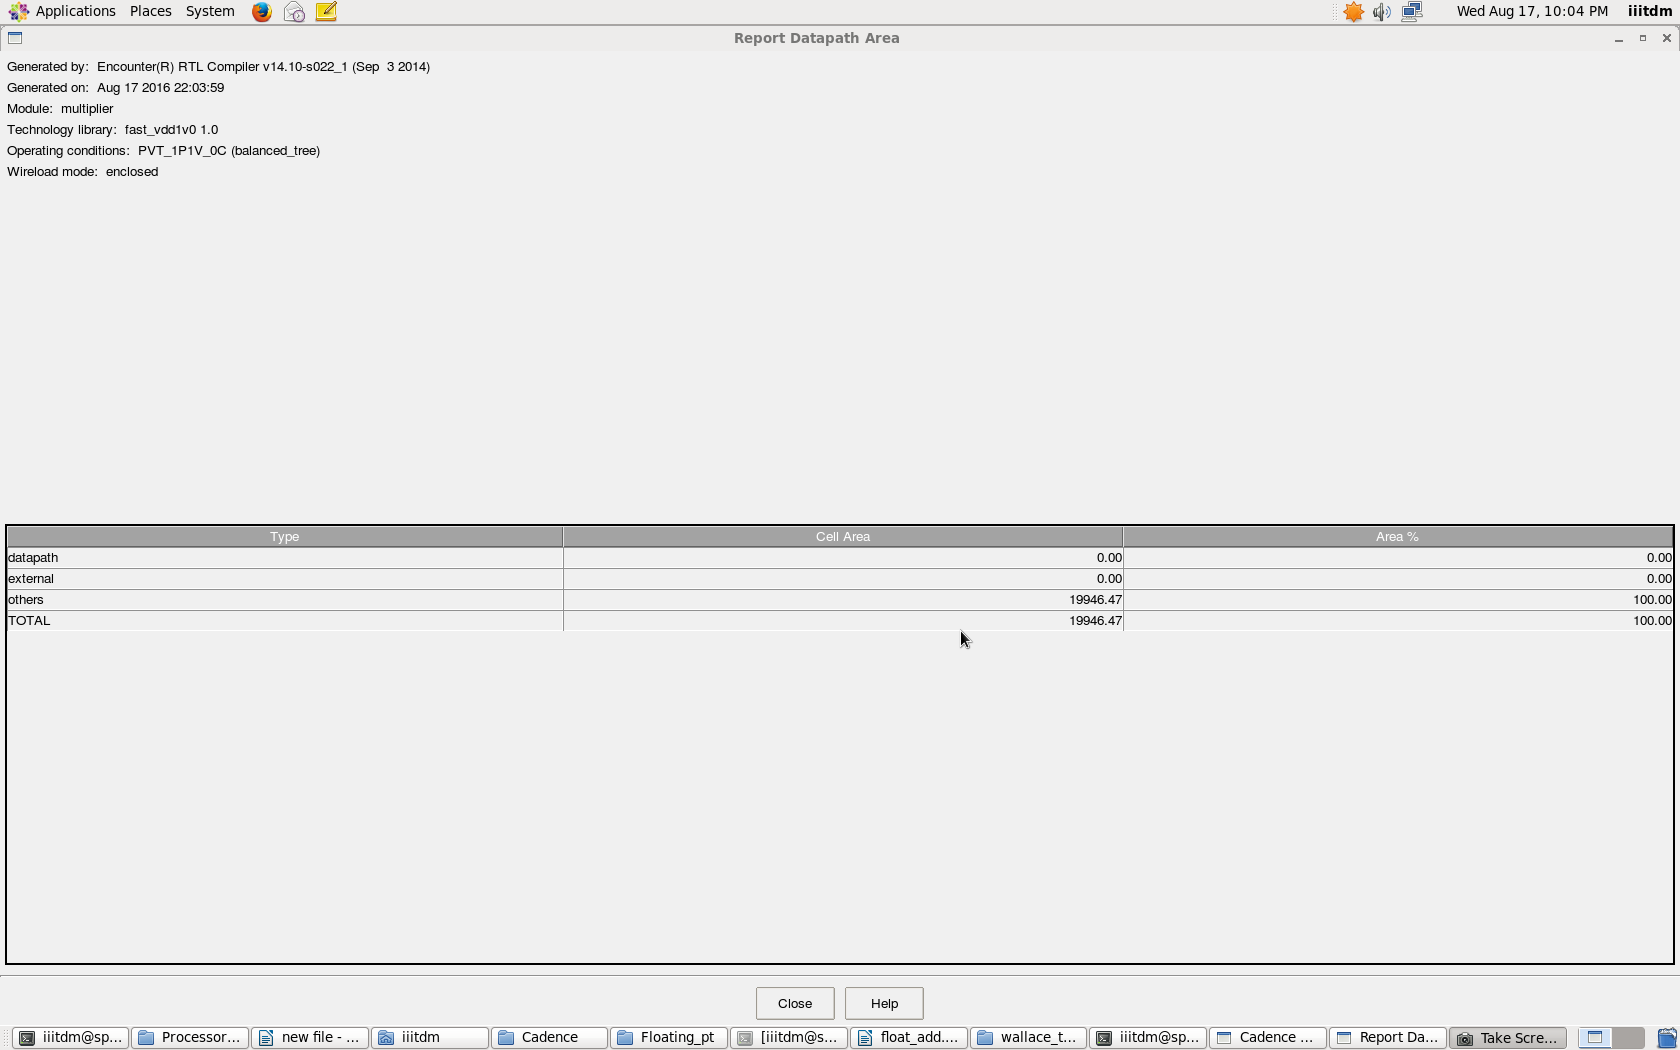 Applications Places System Wed Aug 17, 10:04 PM iiitdm
Report Datapath Area
Generated by: Encounter(R) RTL Compiler v14.10-s022_1 (Sep 3 2014)
Generated on: Aug 17 2016 22:03:59
Module: multiplier
Technology library: fast_vdd1v0 1.0
Operating conditions: PVT_1P1V_0C (balanced_tree)
Wireload mode: enclosed
Type Cell Area Area %
datapath 0.00 0.00
external 0.00 0.00
others 19946.47 100.00
TOTAL 19946.47 100.00
Close Help
iiitdm@sp... Processor... new file - ... iiitdm Cadence Floating_pt [iiitdm@s... float_add.... wallace_t... iiitdm@sp... Cadence ... Report Da... Take Scre...